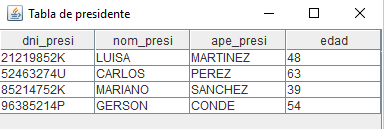 Tabla de presidente
dni_presi nom_presi ape_presi edad
21219852K LUISA MARTINEZ 48
52463274U CARLOS PEREZ 63
85214752K MARIANO SANCHEZ 39
96385214P GERSON CONDE 54